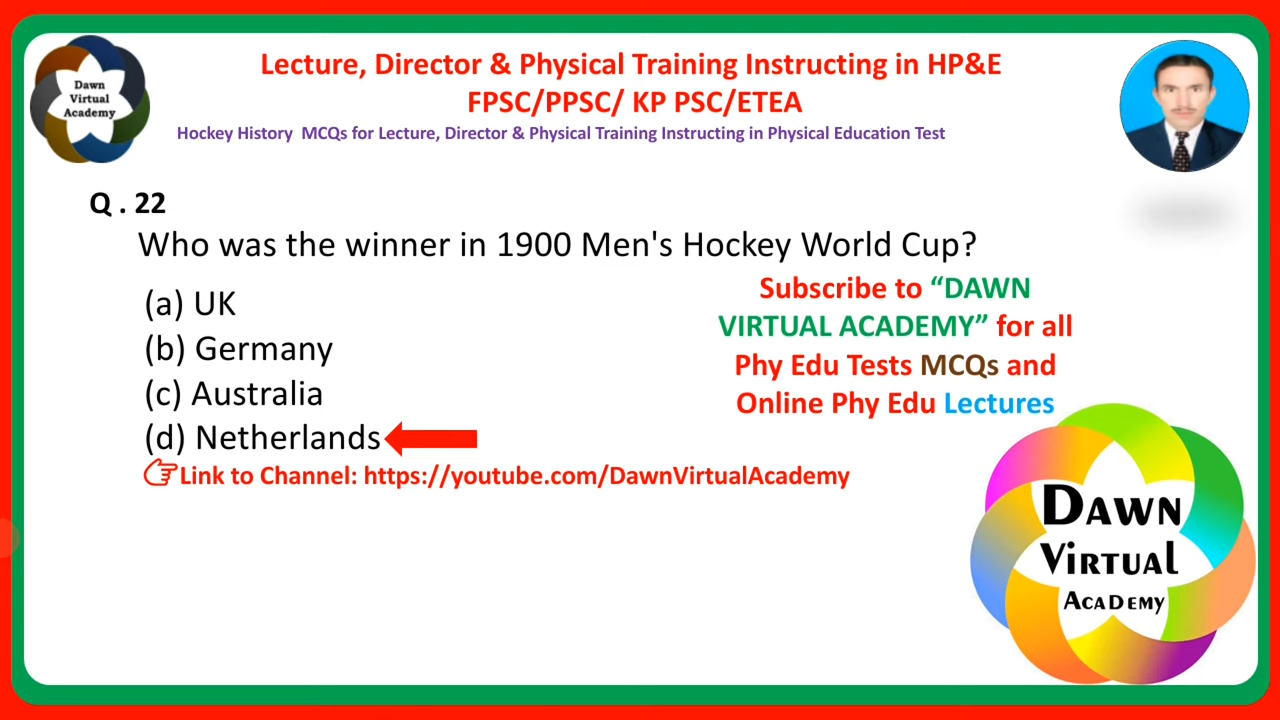 Dawn
Virtual
Academy
Lecture, Director & Physical Training Instructing in HP&E
FPSC/PPSC/ KP PSC/ETEA
Hockey History MCQs for Lecture, Director & Physical Training Instructing in Physical Education Test
Q . 22
Who was the winner in 1900 Men's Hockey World Cup?
(a) UK
(b) Germany
(c) Australia
(d) Netherlands
Link to Channel: https://youtube.com/DawnVirtualAcademy
Subscribe to “DAWN
VIRTUAL ACADEMY” for all
Phy Edu Tests MCQs and
Online Phy Edu Lectures
DAWN
VIRTUAL
ACADEMY